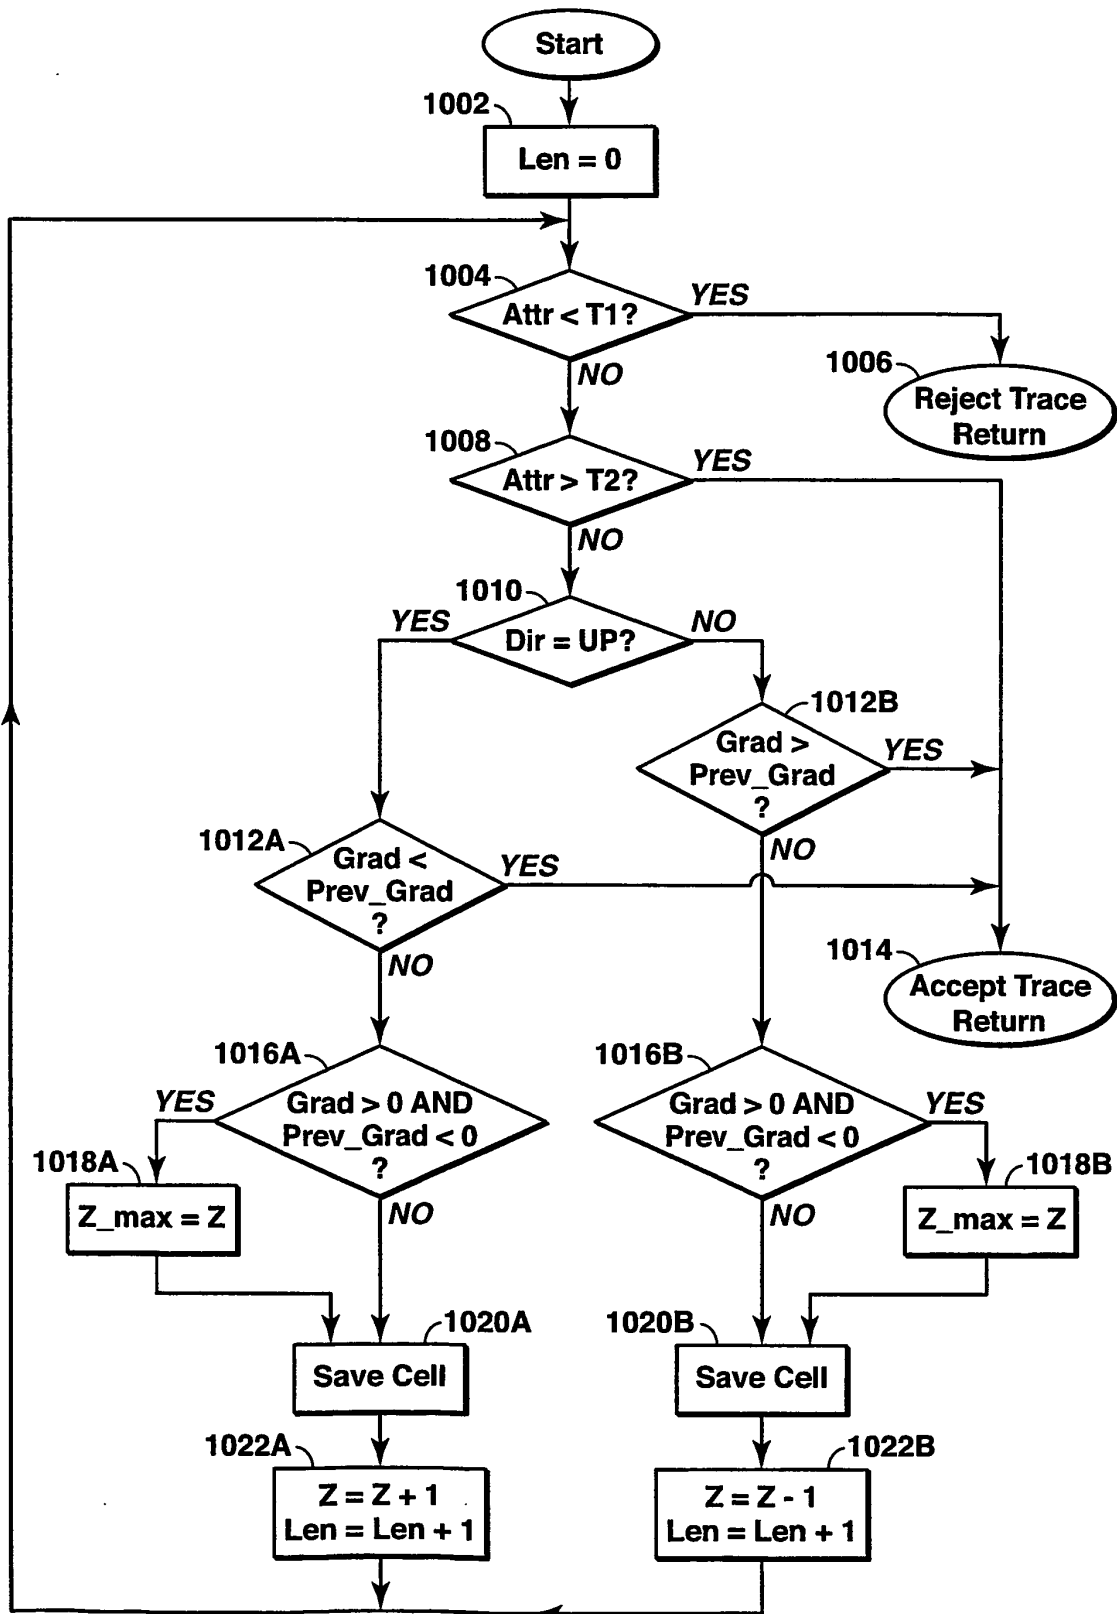 Start
1002
Len = 0
1004
Attr < T1?
YES
NO
1006
Reject Trace
Return
1008
Attr > T2?
YES
NO
1010
Dir = UP?
YES
NO
1012B
Grad >
Prev_Grad
?
YES
NO
1012A
Grad <
Prev_Grad
?
YES
NO
1014
Accept Trace
Return
1016A
Grad > 0 AND
Prev_Grad < 0
?
YES
NO
1016B
Grad > 0 AND
Prev_Grad < 0
?
YES
NO
1018A
Z_max = Z
1018B
Z_max = Z
1020A
Save Cell
1020B
Save Cell
1022A
Z = Z + 1
Len = Len + 1
1022B
Z = Z - 1
Len = Len + 1